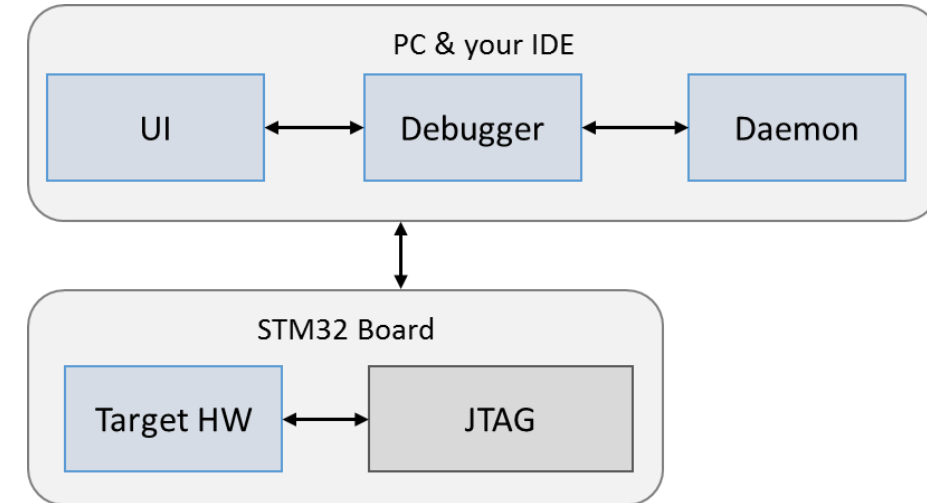 PC & your IDE
UI
Debugger
Daemon
STM32 Board
Target HW
JTAG